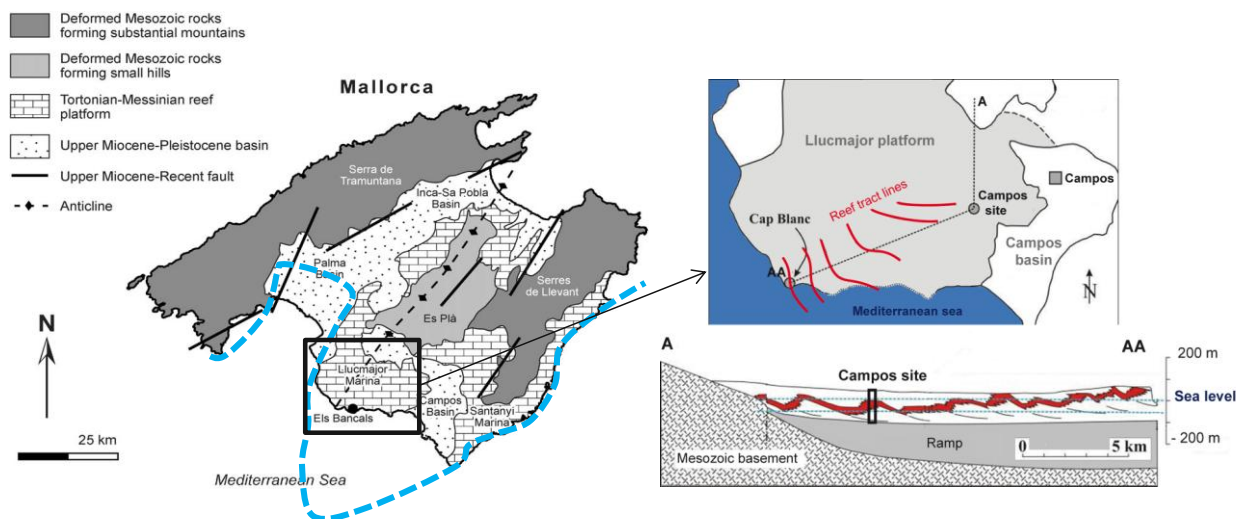 Deformed Mesozoic rocks
forming substantial mountains
Deformed Mesozoic rocks
forming small hills
Tortonian-Messinian reef
platform
Upper Miocene-Pleistocene basin
Upper Miocene-Recent fault
Anticline
Mallorca
Serra de
Tramuntana
Inca-Sa Pobla
Basin
Palma
Basin
Serres
de Llevant
Es Plà
Llucmajor
Marina
Campos
Basin
Santanyi
Marina
Els Bancals
N
25 km
Mediterranean Sea
A
Llucmajor platform
Campos
Reef tract lines
Campos
site
Cap Blanc
Campos
basin
AA
N
Mediterranean sea
A
AA
200 m
Campos site
Sea level
Ramp
0
5 km
- 200 m
Mesozoic basement